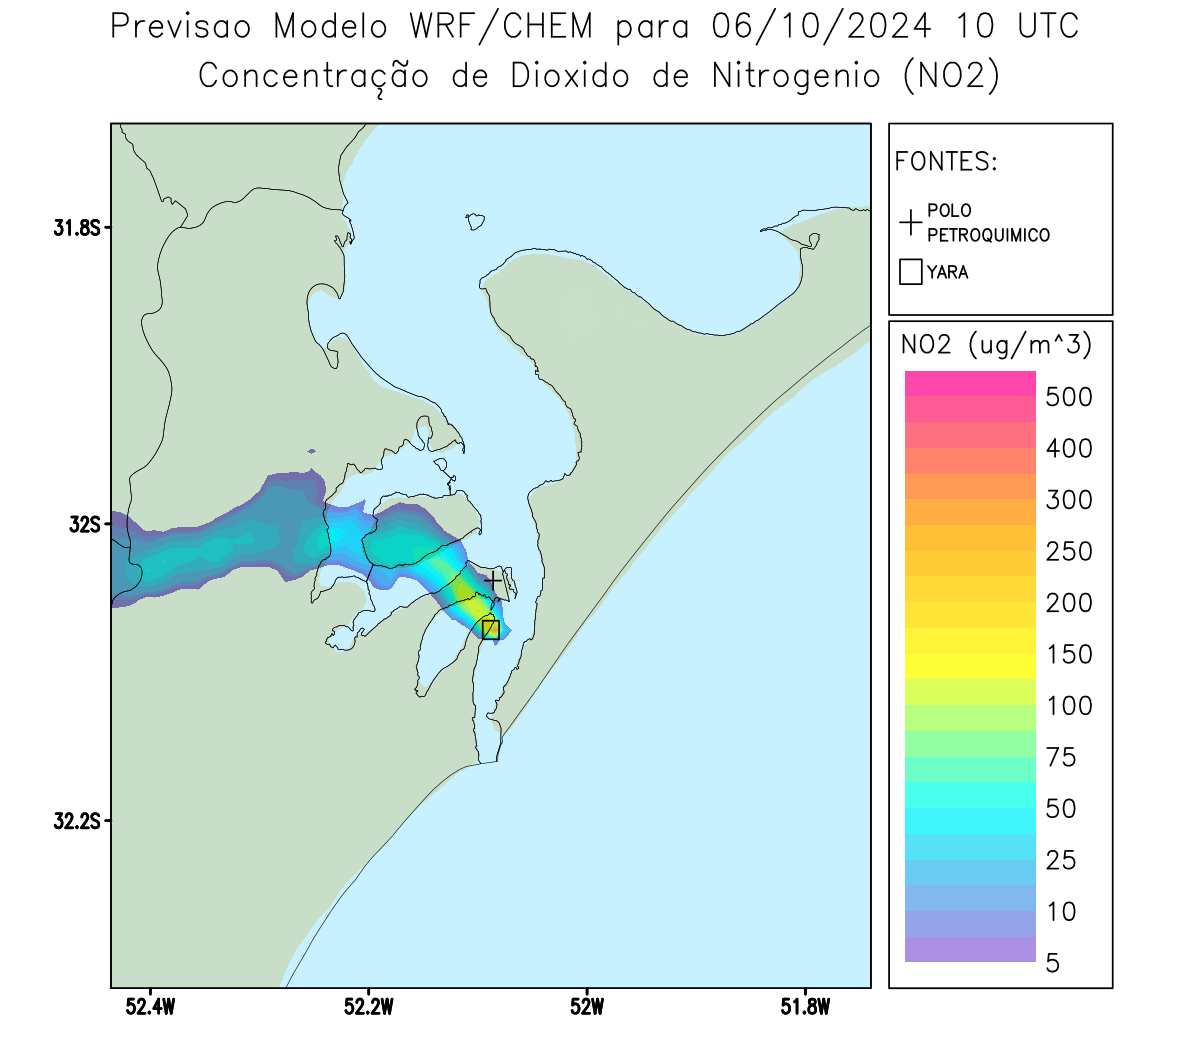 Previsao Modelo WRF/CHEM para 06/10/2024 10 UTC
Concentração de Dioxido de Nitrogenio (NO2)
FONTES:
POLO
PETROQUIMICO
YARA
31.8S
32S
32.2S
52.4W
52.2W
52W
51.8W
NO2 (ug/m^3)
500
400
300
250
200
150
100
75
50
25
10
5